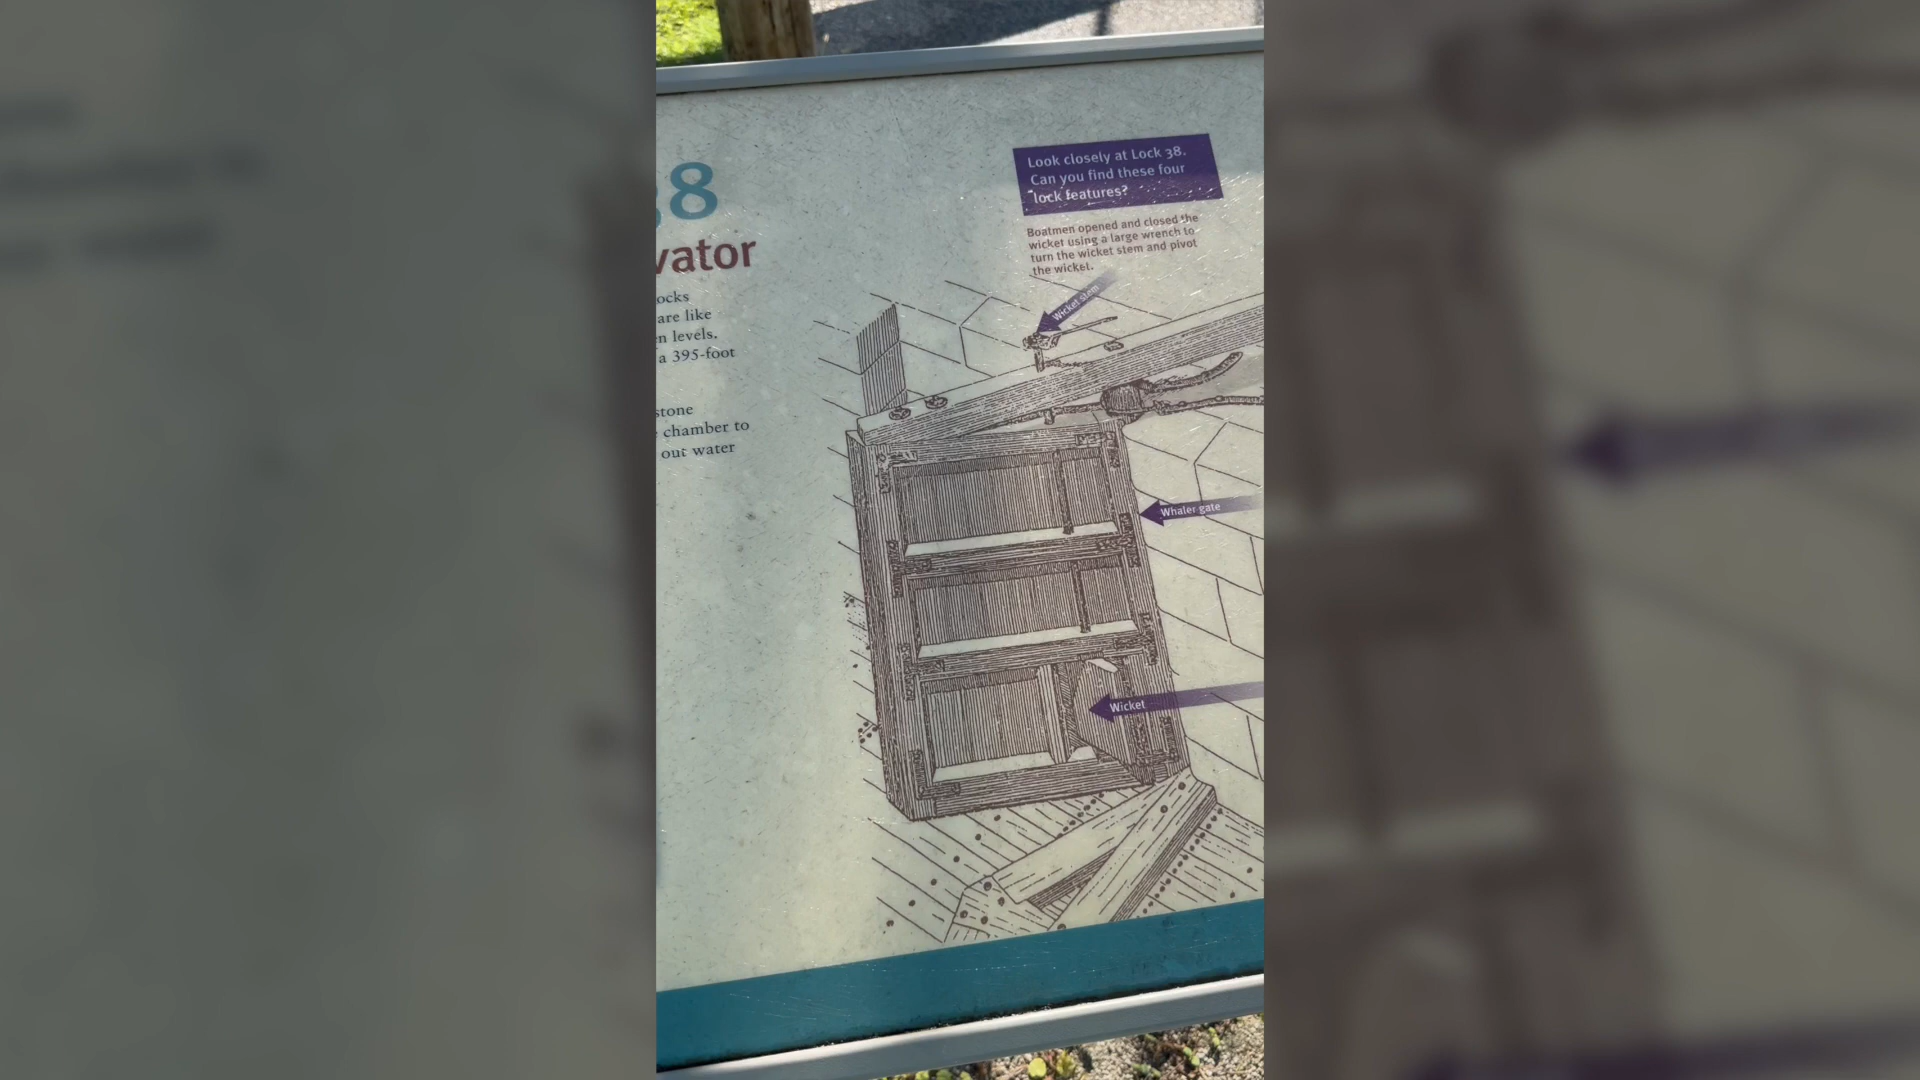 8
vator
ocks
are like
n levels.
a 395-foot
stone
chamber to
out water
Look closely at Lock 38.
Can you find these four
lock features?
Boatmen opened and closed the
wicket using a large wrench to
turn the wicket stem and pivot
the wicket.
Wicket stem
Whaler gate
Wicket